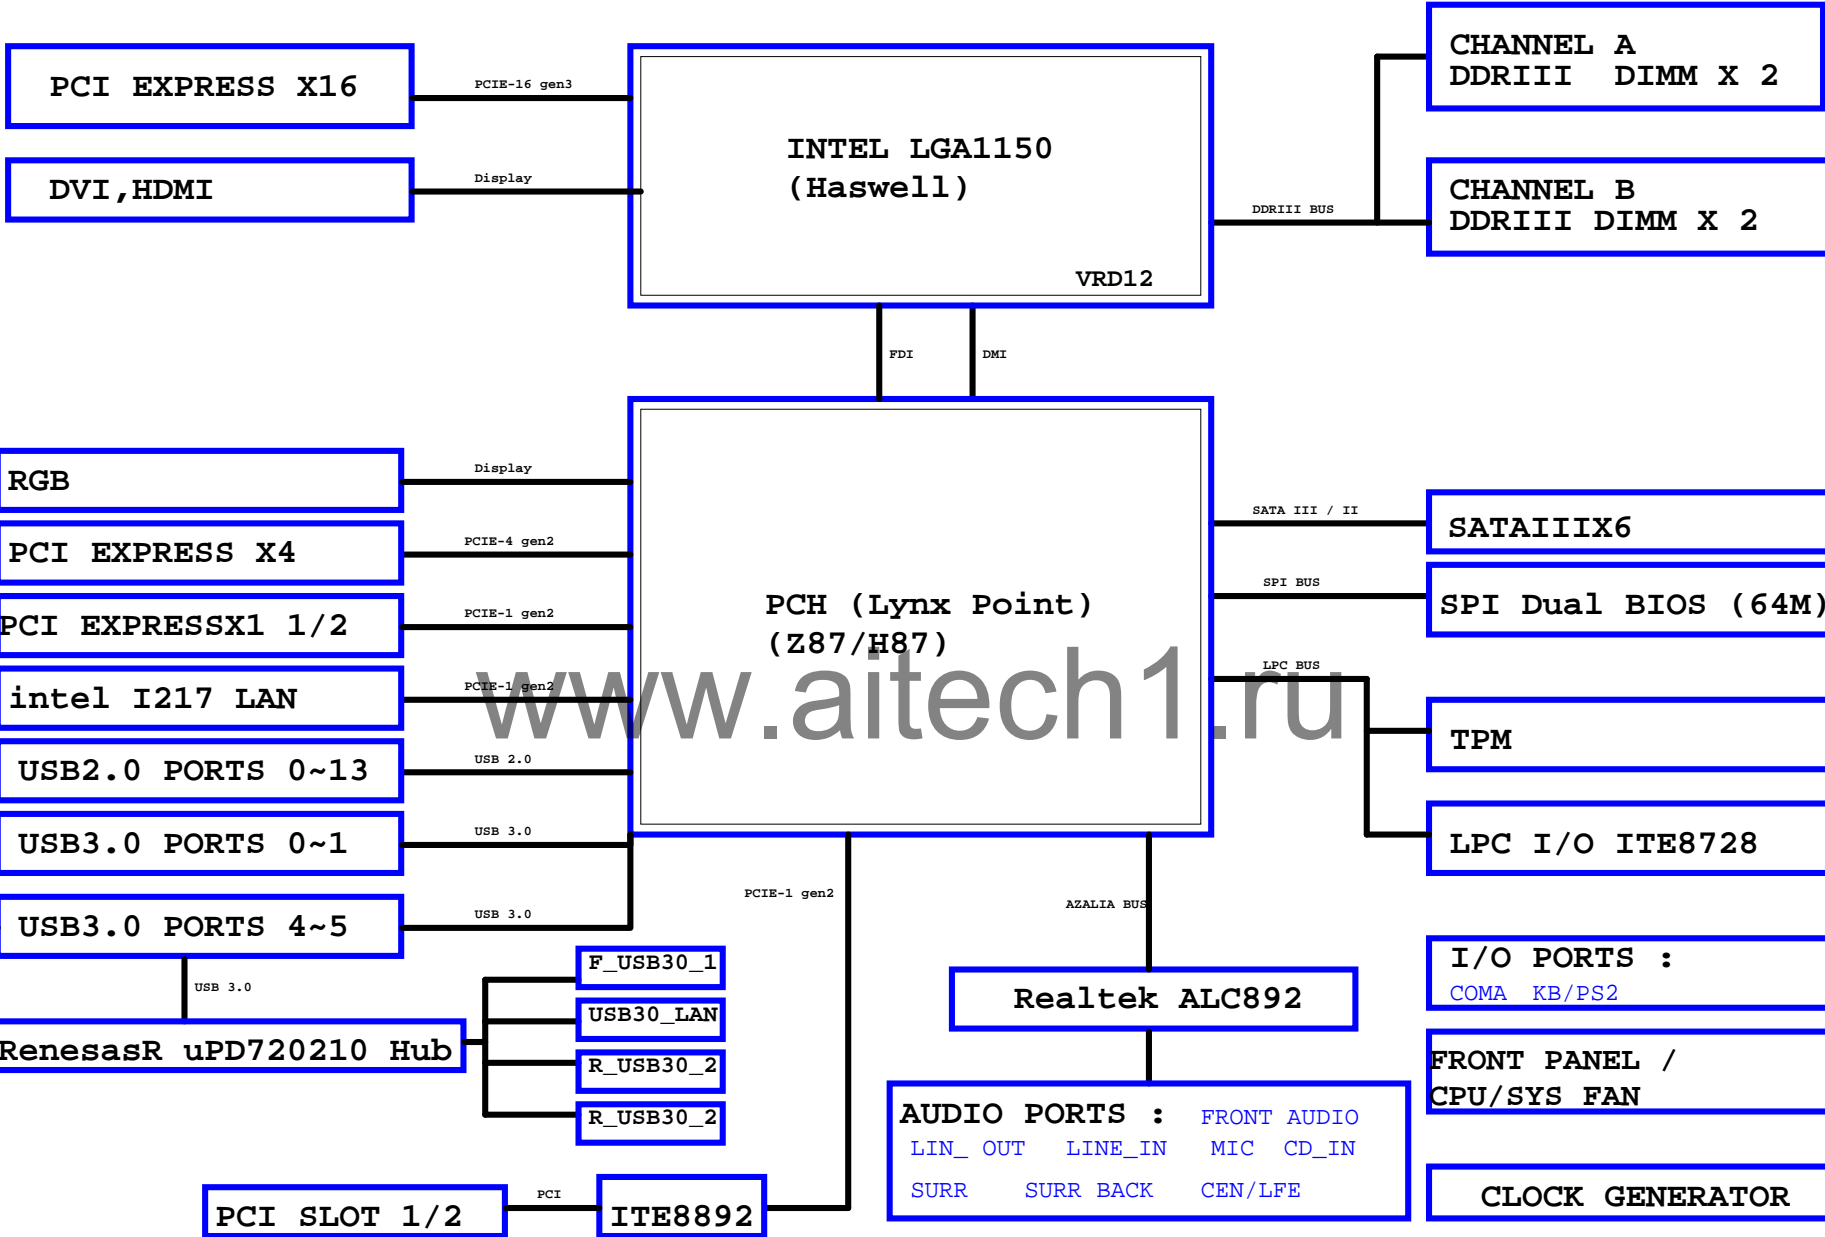 PCI EXPRESS X16
PCIE-16 gen3
DVI,HDMI
Display
INTEL LGA1150
(Haswell)
VRD12
DDRIII BUS
CHANNEL A
DDRIII DIMM X 2
CHANNEL B
DDRIII DIMM X 2
FDI
DMI
RGB
Display
PCI EXPRESS X4
PCIE-4 gen2
PCI EXPRESSX1 1/2
PCIE-1 gen2
intel I217 LAN
PCIE-1 gen2
USB2.0 PORTS 0~13
USB 2.0
USB3.0 PORTS 0~1
USB 3.0
USB3.0 PORTS 4~5
USB 3.0
PCH (Lynx Point)
(Z87/H87)
www.aitech1.ru
SATA III / II
SATAIIIX6
SPI BUS
SPI Dual BIOS (64M)
LPC BUS
TPM
LPC I/O ITE8728
PCIE-1 gen2
AZALIA BUS
USB 3.0
RenesasR uPD720210 Hub
F_USB30_1
USB30_LAN
R_USB30_2
R_USB30_2
Realtek ALC892
I/O PORTS :
COMA KB/PS2
FRONT PANEL /
CPU/SYS FAN
AUDIO PORTS : FRONT AUDIO
LIN_ OUT LINE_IN MIC CD_IN
SURR SURR BACK CEN/LFE
PCI SLOT 1/2
PCI
ITE8892
CLOCK GENERATOR